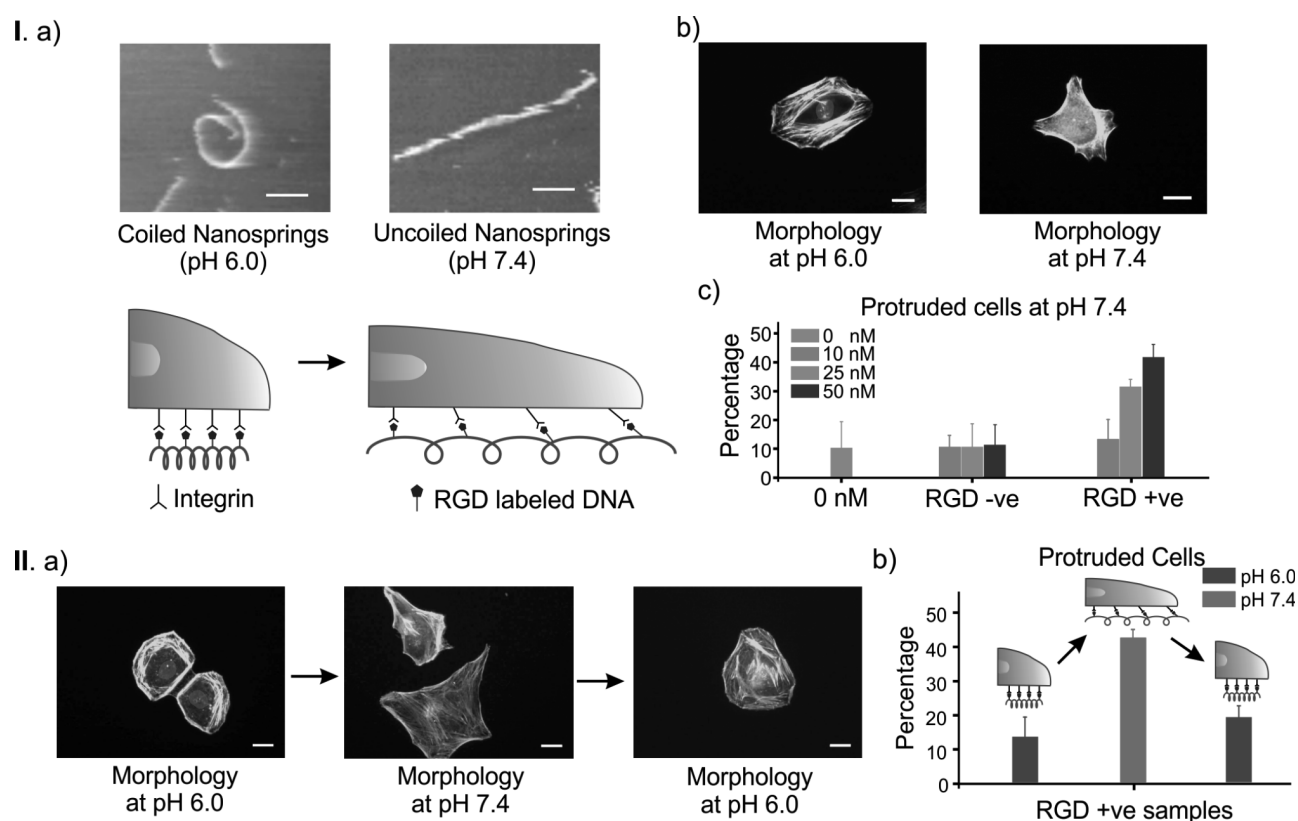 I. a)
Coiled Nanosprings
(pH 6.0)
Uncoiled Nanosprings
(pH 7.4)
Integrin
RGD labeled DNA
b)
Morphology
at pH 6.0
Morphology
at pH 7.4
c)
Protruded cells at pH 7.4
Percentage
50
40
30
20
10
0
0 nM
10 nM
25 nM
50 nM
0 nM
RGD -ve
RGD +ve
II. a)
Morphology
at pH 6.0
Morphology
at pH 7.4
Morphology
at pH 6.0
b)
Protruded Cells
pH 6.0
pH 7.4
Percentage
50
40
30
20
10
0
RGD +ve samples